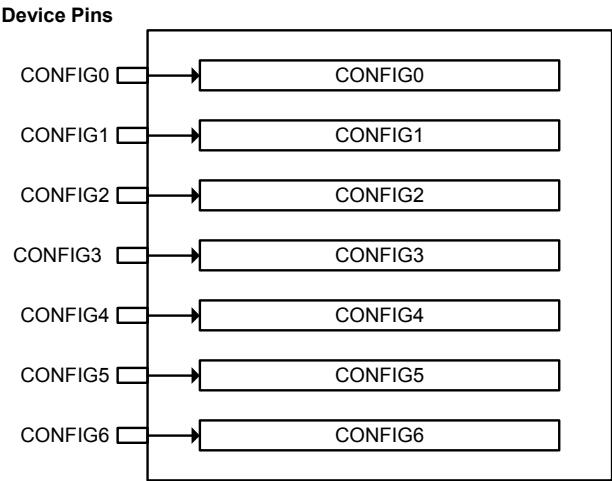 Device Pins
CONFIG0 CONFIG0
CONFIG1 CONFIG1
CONFIG2 CONFIG2
CONFIG3 CONFIG3
CONFIG4 CONFIG4
CONFIG5 CONFIG5
CONFIG6 CONFIG6